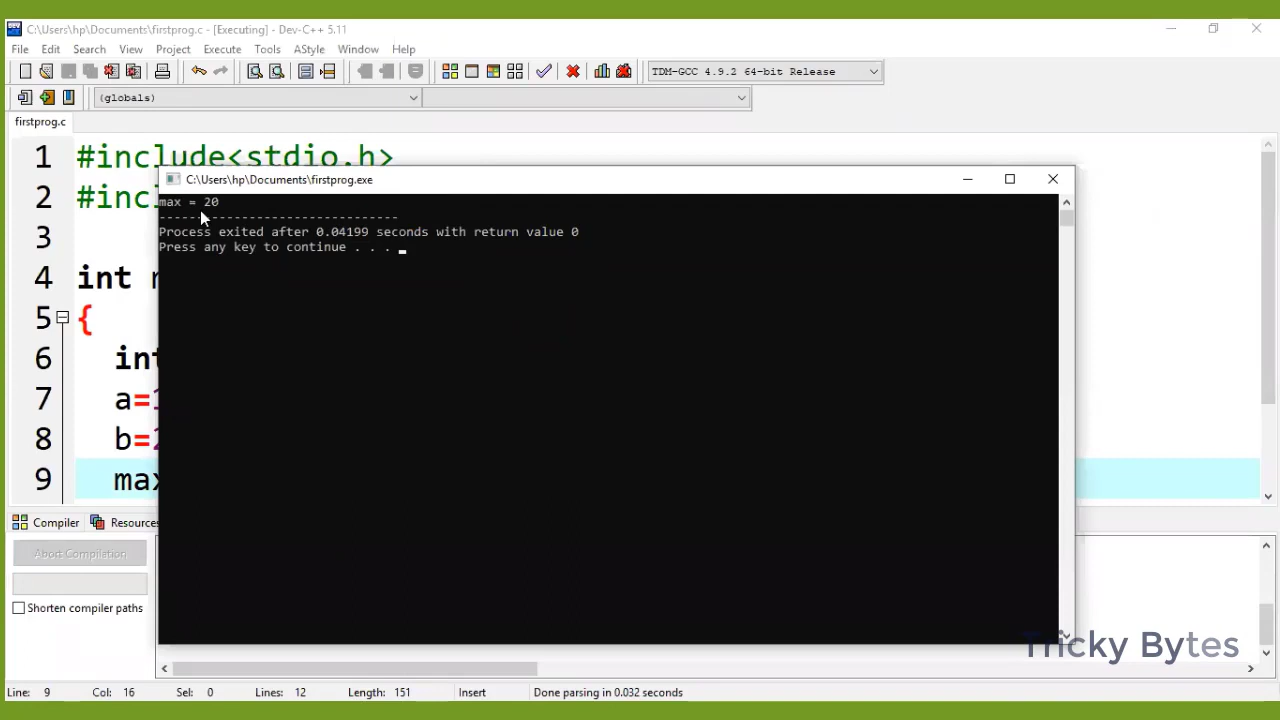 C:\Users\hp\Documents\firstprog.c - [Executing] - Dev-C++ 5.11
File Edit Search View Project Execute Tools AStyle Window Help
TDM-GCC 4.9.2 64-bit Release
(globals)
firstprog.c
1 #include<stdio.h>
C:\Users\hp\Documents\firstprog.exe
2 #incl
max = 20
--------------------------------
3
Process exited after 0.04199 seconds with return value 0
Press any key to continue . . .
4 int
5 {
6 int
7 a=
8 b=2
9 max
Compiler Resources
Abort Compilation
Shorten compiler paths
Tricky Bytes
Line: 9 Col: 16 Sel: 0 Lines: 12 Length: 151 Insert Done parsing in 0.032 seconds